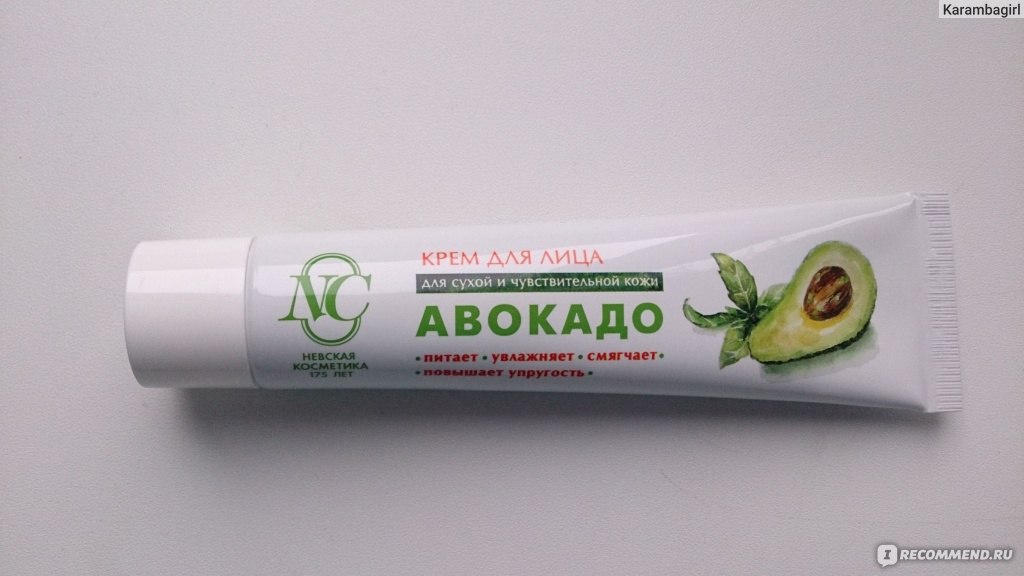 Karambagirl
NC
НЕВСКАЯ
КОСМЕТИКА
175 ЛЕТ
КРЕМ ДЛЯ ЛИЦА
ДЛЯ СУХОЙ И ЧУВСТВИТЕЛЬНОЙ КОЖИ
АВОКАДО
•питает • увлажняет • смягчает•
•повышает упругость•
I RECOMMEND.RU